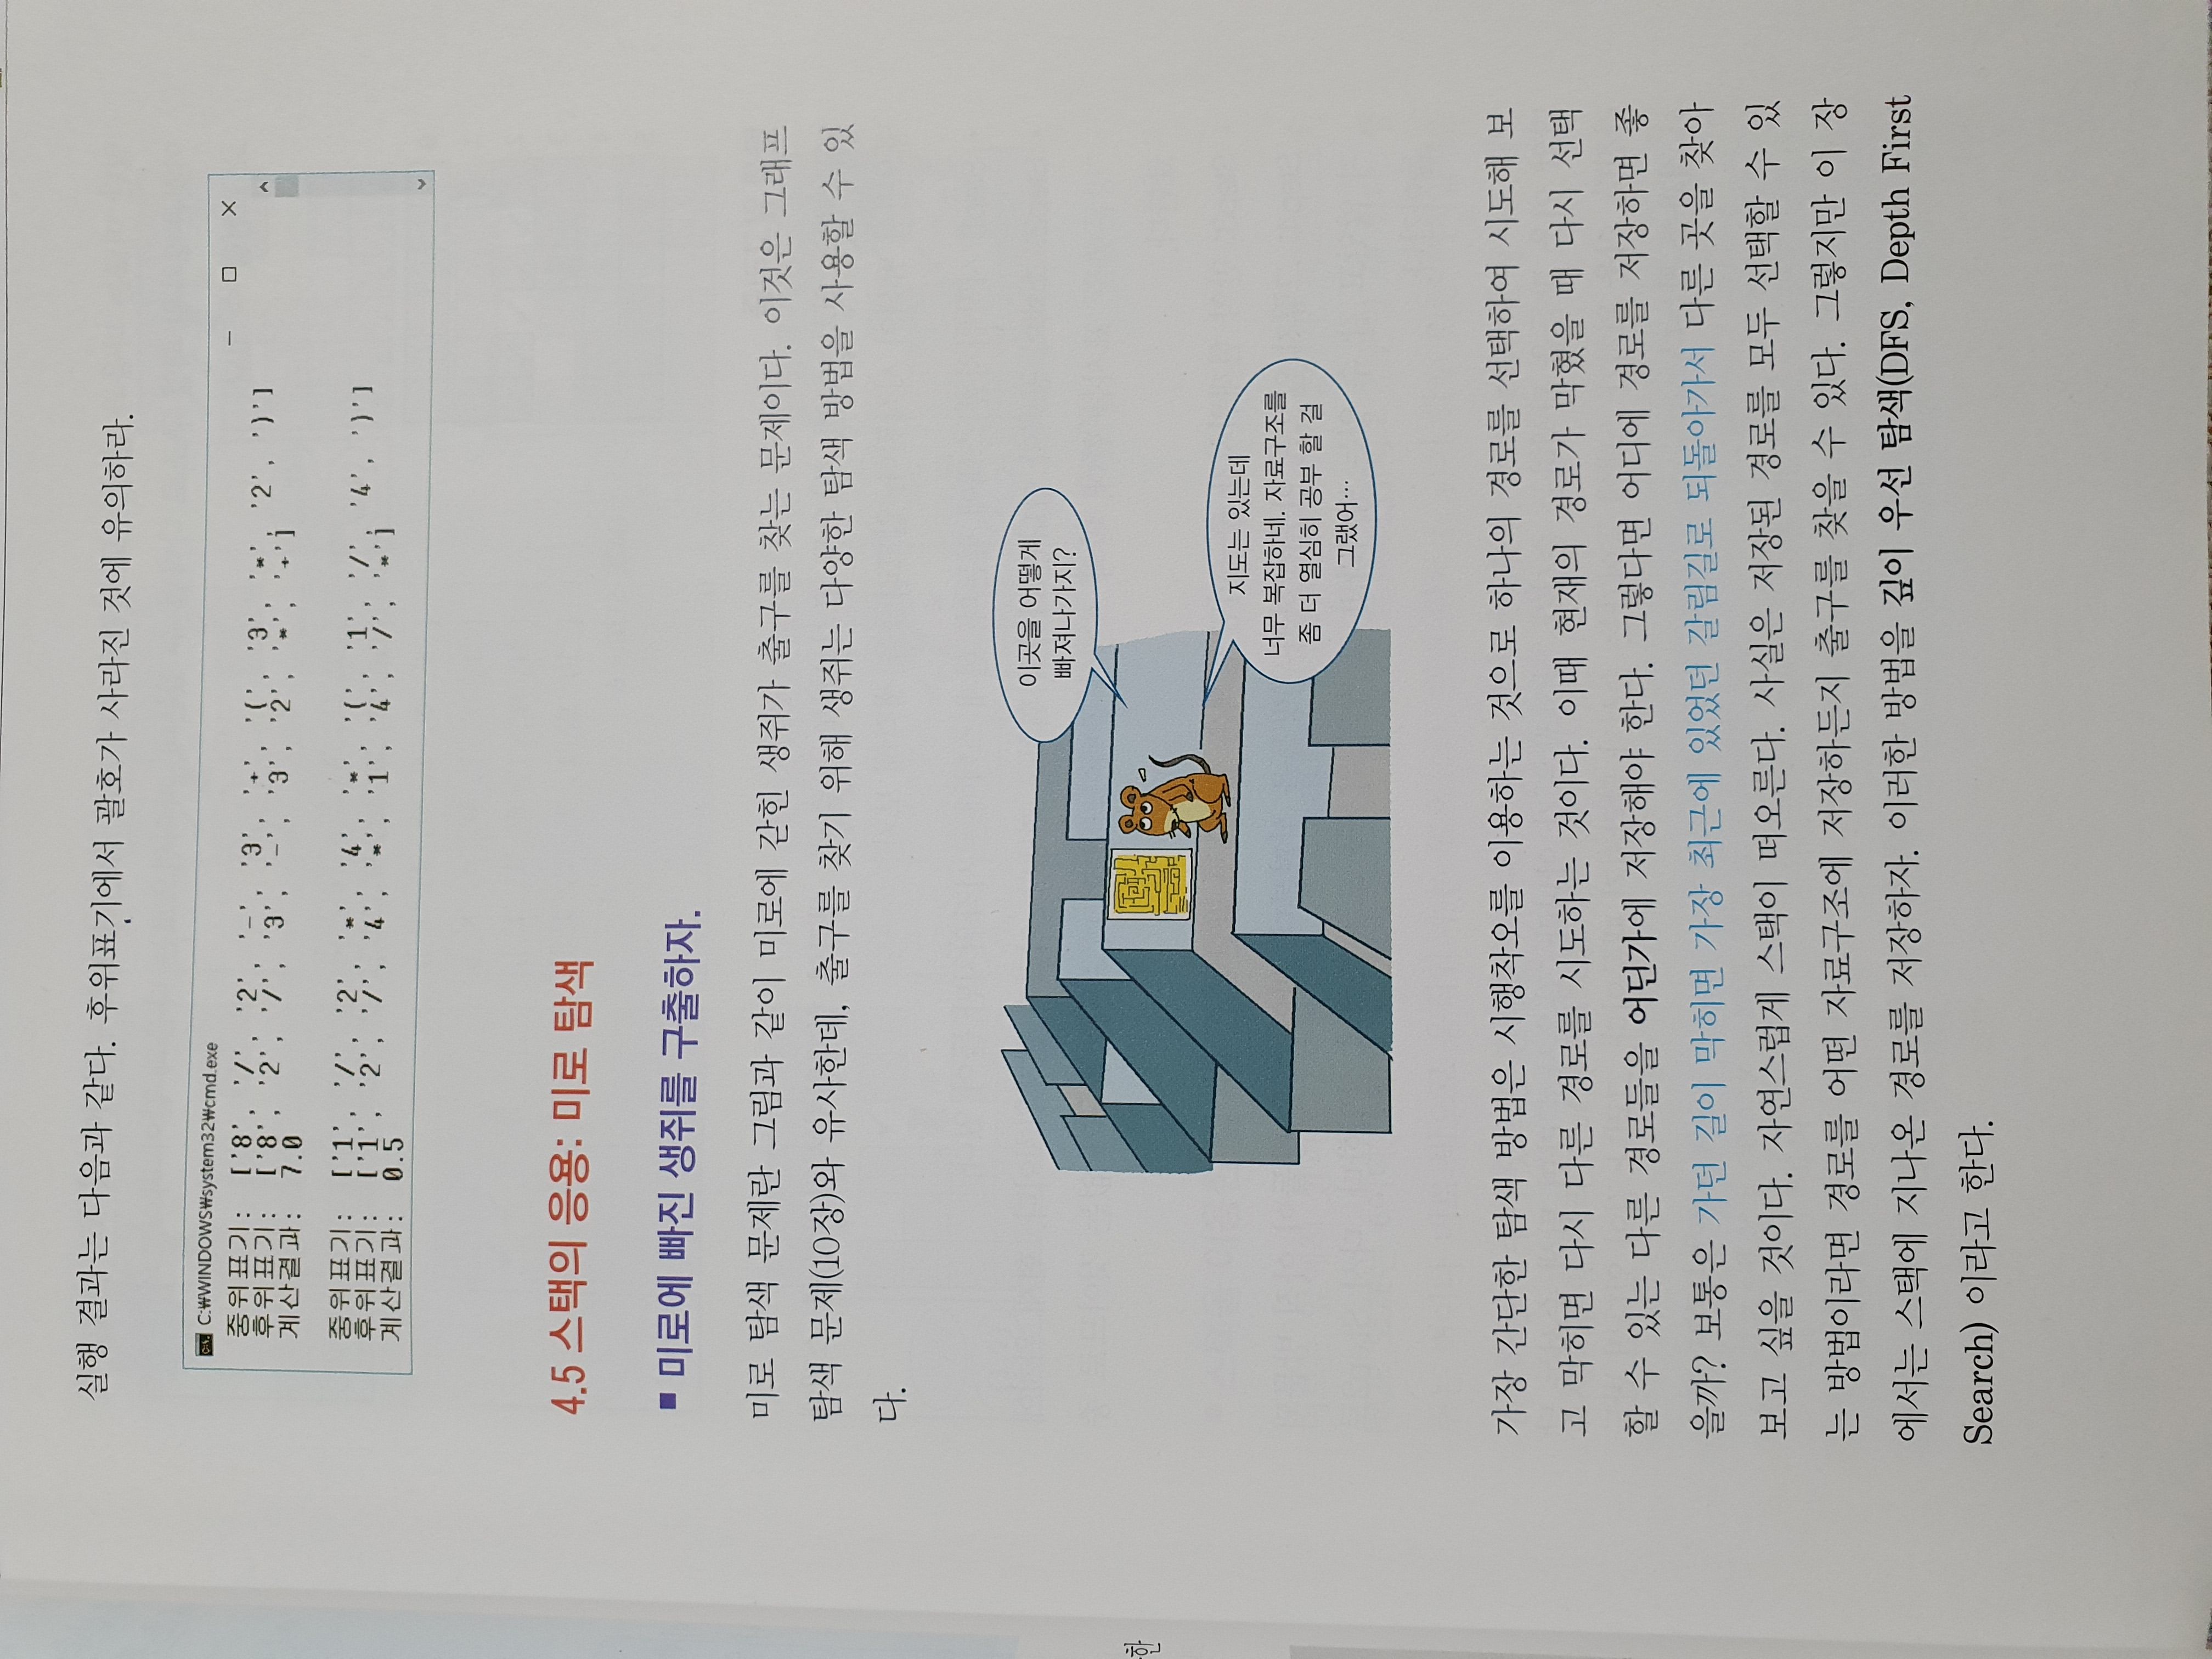 실행 결과는 다음과 같다. 후위표기에서 괄호가 사라진 것에 유의하라.
C:₩WINDOWS₩system32₩cmd.exe
중위표기: ['8', '/', '2', '-', '3', '+', '(', '3', '*', '2', ')']
후위표기: ['8', '2', '/', '3', '-', '3', '2', '*', '+']
계산결과: 7.0
중위표기: ['1', '/', '2', '*', '4', '*', '(', '1', '/', '4', ')']
후위표기: ['1', '2', '/', '4', '*', '1', '4', '/', '*']
계산결과: 0.5
4.5 스택의 응용: 미로 탐색
■ 미로에 빠진 생쥐를 구출하자.
미로 탐색 문제란 그림과 같이 미로에 갇힌 생쥐가 출구를 찾는 문제이다. 이것은 그래프
탐색 문제(10장)와 유사한데, 출구를 찾기 위해 생쥐는 다양한 탐색 방법을 사용할 수 있
다.
이곳을 어떻게
빠져나가지?
지도는 있는데
너무 복잡하네. 자료구조를
좀 더 열심히 공부 할 걸
그랬어…
가장 간단한 탐색 방법은 시행착오를 이용하는 것으로 하나의 경로를 선택하여 시도해 보
고 막히면 다시 다른 경로를 시도하는 것이다. 이때 현재의 경로가 막혔을 때 다시 선택
할 수 있는 다른 경로들을 어딘가에 저장해야 한다. 그렇다면 어디에 경로를 저장하면 좋
을까? 보통은 가던 길이 막히면 가장 최근에 있었던 갈림길로 되돌아가서 다른 곳을 찾아
보고 싶을 것이다. 자연스럽게 스택이 떠오른다. 사실은 저장된 경로를 모두 선택할 수 있
는 방법이라면 경로를 어떤 자료구조에 저장하든지 출구를 찾을 수 있다. 그렇지만 이 장
에서는 스택에 지나온 경로를 저장하자. 이러한 방법을 깊이 우선 탐색(DFS, Depth First
Search) 이라고 한다.